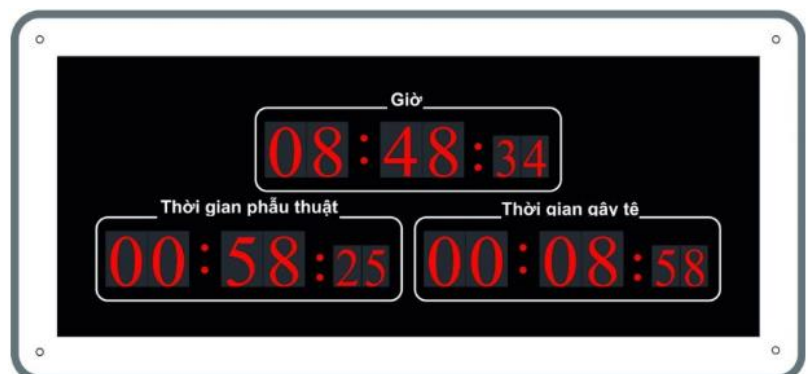 Giờ
08:48:34
Thời gian phẫu thuật
Thời gian gây tê
00:58:25
00:08:58